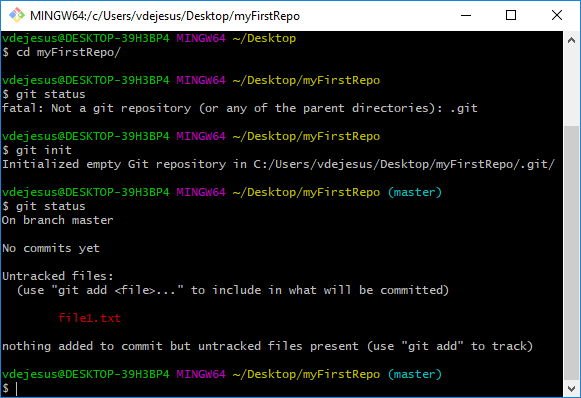 MINGW64:/c/Users/vdejesus/Desktop/myFirstRepo
vdejesus@DESKTOP-39H3BP4 MINGW64 ~/Desktop
$ cd myFirstRepo/
vdejesus@DESKTOP-39H3BP4 MINGW64 ~/Desktop/myFirstRepo
$ git status
fatal: Not a git repository (or any of the parent directories): .git
vdejesus@DESKTOP-39H3BP4 MINGW64 ~/Desktop/myFirstRepo
$ git init
Initialized empty Git repository in C:/Users/vdejesus/Desktop/myFirstRepo/.git/
vdejesus@DESKTOP-39H3BP4 MINGW64 ~/Desktop/myFirstRepo (master)
$ git status
On branch master
No commits yet
Untracked files:
(use "git add <file>..." to include in what will be committed)
file1.txt
nothing added to commit but untracked files present (use "git add" to track)
vdejesus@DESKTOP-39H3BP4 MINGW64 ~/Desktop/myFirstRepo (master)
$